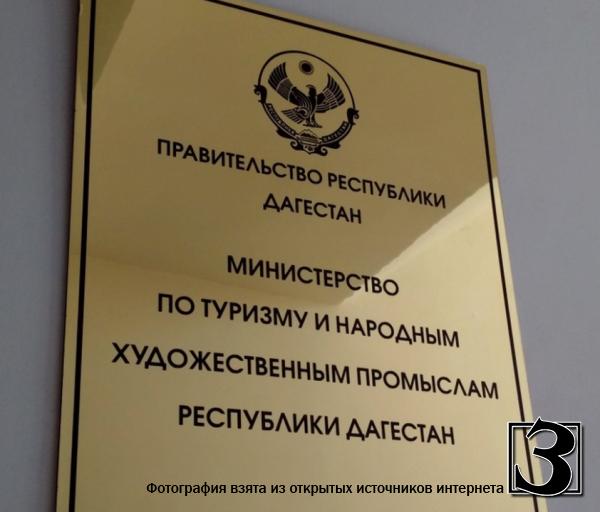 ПРАВИТЕЛЬСТВО РЕСПУБЛИКИ
ДАГЕСТАН
МИНИСТЕРСТВО
ПО ТУРИЗМУ И НАРОДНЫМ
ХУДОЖЕСТВЕННЫМ ПРОМЫСЛАМ
РЕСПУБЛИКИ ДАГЕСТАН
Фотография взята из открытых источников интернета
З